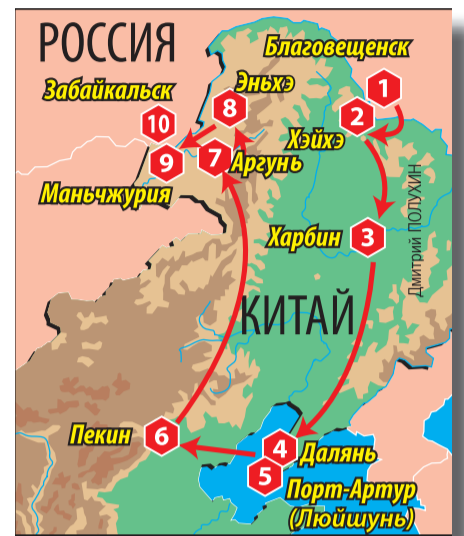 РОССИЯ
Благовещенск
1
Забайкальск
Эньхэ
8
2
10
Хэйхэ
9
7
Аргунь
Маньчжурия
Харбин
3
Дмитрий ПОЛУХИН
КИТАЙ
Пекин
6
4
Далянь
5
Порт-Артур
(Люйшунь)